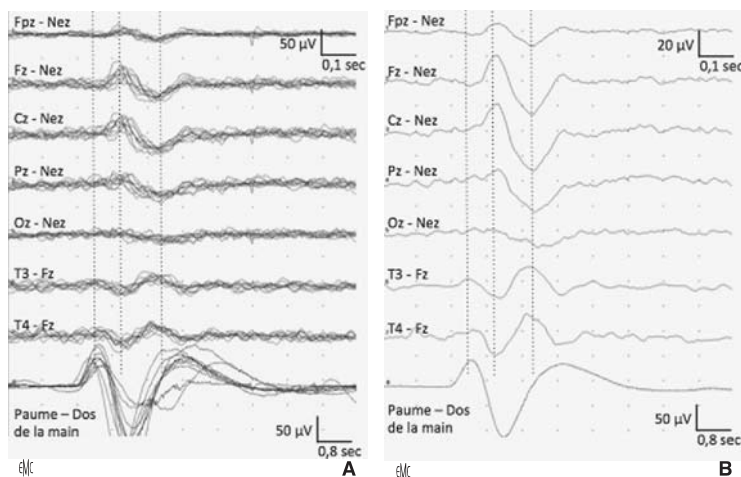 Fpz - Nez
50 µV
0,1 sec
Fz - Nez
Cz - Nez
Pz - Nez
Oz - Nez
T3 - Fz
T4 - Fz
Paume – Dos
de la main
50 µV
0,8 sec
EMC
A
Fpz - Nez
20 µV
0,1 sec
Fz - Nez
Cz - Nez
Pz - Nez
Oz - Nez
T3 - Fz
T4 - Fz
Paume – Dos
de la main
50 µV
0,8 sec
EMC
B